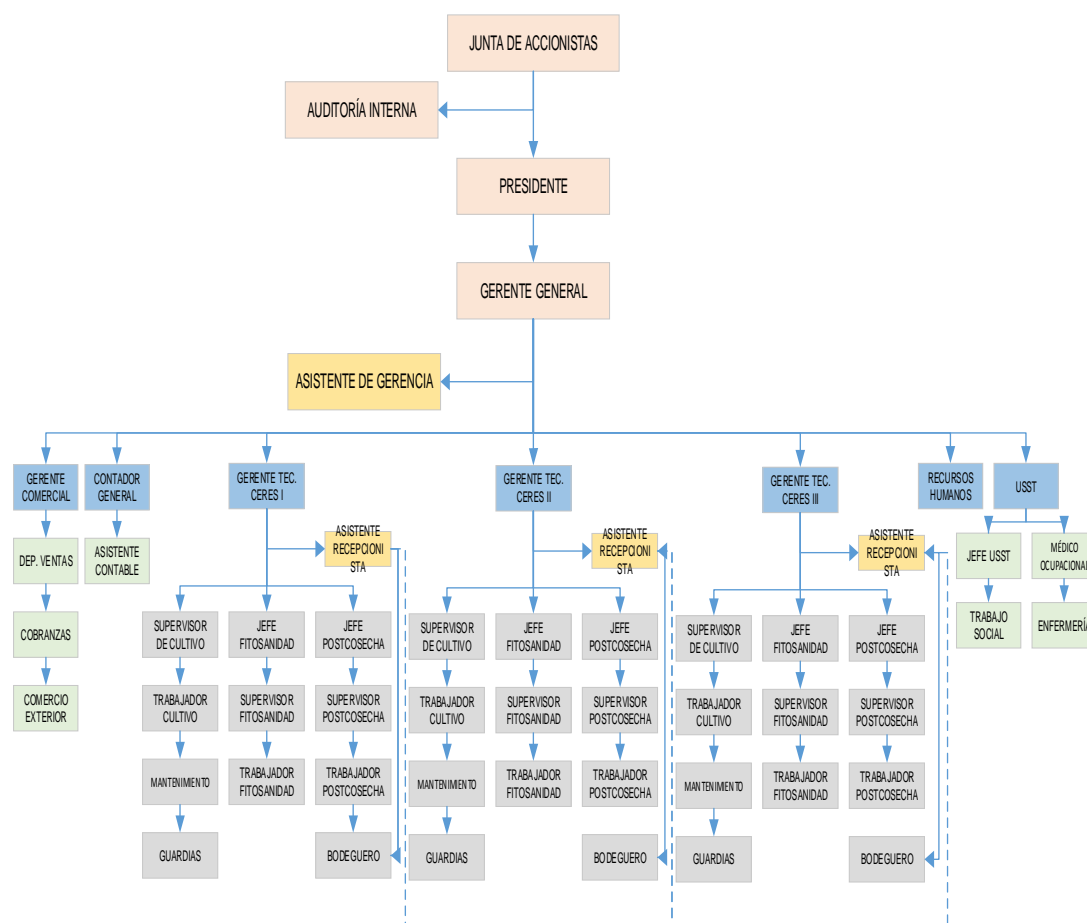 JUNTA DE ACCIONISTAS
AUDITORÍA INTERNA
PRESIDENTE
GERENTE GENERAL
ASISTENTE DE GERENCIA
GERENTE
COMERCIAL
CONTADOR
GENERAL
GERENTE TEC.
CERES I
GERENTE TEC.
CERES II
GERENTE TEC.
CERES III
RECURSOS
HUMANOS
USST
DEP. VENTAS
ASISTENTE
CONTABLE
ASISTENTE
RECEPCIONI
STA
ASISTENTE
RECEPCIONI
STA
ASISTENTE
RECEPCIONI
STA
JEFE USST
MÉDICO
OCUPACIONAL
COBRANZAS
COMERCIO
EXTERIOR
TRABAJO
SOCIAL
ENFERMERÍA
SUPERVISOR
DE CULTIVO
JEFE
FITOSANIDAD
JEFE
POSTCOSECHA
TRABAJADOR
CULTIVO
SUPERVISOR
FITOSANIDAD
SUPERVISOR
POSTCOSECHA
MANTENIMIENTO
TRABAJADOR
FITOSANIDAD
TRABAJADOR
POSTCOSECHA
GUARDIAS
BODEGUERO
SUPERVISOR
DE CULTIVO
JEFE
FITOSANIDAD
JEFE
POSTCOSECHA
TRABAJADOR
CULTIVO
SUPERVISOR
FITOSANIDAD
SUPERVISOR
POSTCOSECHA
MANTENIMIENTO
TRABAJADOR
FITOSANIDAD
TRABAJADOR
POSTCOSECHA
GUARDIAS
BODEGUERO
SUPERVISOR
DE CULTIVO
JEFE
FITOSANIDAD
JEFE
POSTCOSECHA
TRABAJADOR
CULTIVO
SUPERVISOR
FITOSANIDAD
SUPERVISOR
POSTCOSECHA
MANTENIMIENTO
TRABAJADOR
FITOSANIDAD
TRABAJADOR
POSTCOSECHA
GUARDIAS
BODEGUERO